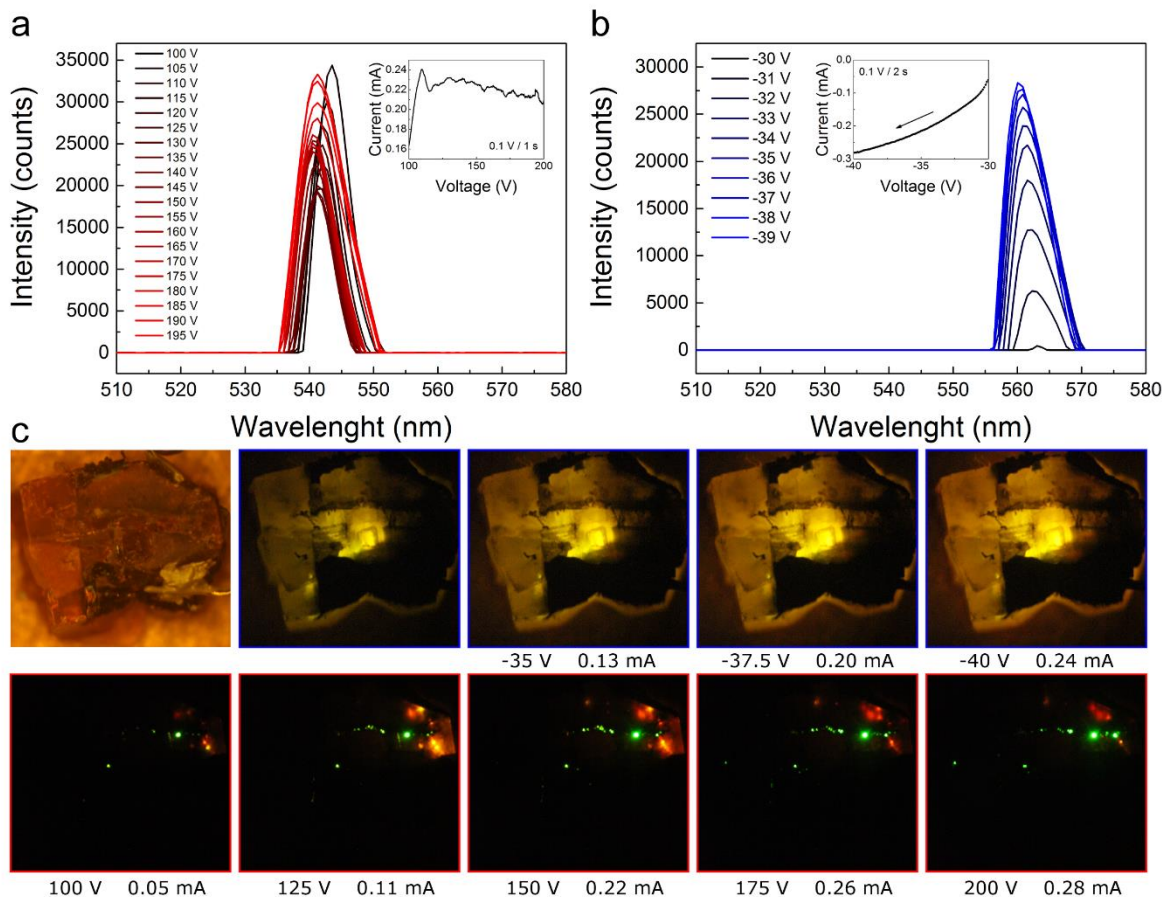 a
Intensity (counts)
35000
30000
25000
20000
15000
10000
5000
0
510 520 530 540 550 560 570 580
Wavelenght (nm)
100 V
105 V
110 V
115 V
120 V
125 V
130 V
135 V
140 V
145 V
150 V
155 V
160 V
165 V
170 V
175 V
180 V
185 V
190 V
195 V
Current (mA)
0.24
0.20
0.16
100 150 200
Voltage (V)
0.1 V / 1 s
b
Intensity (counts)
30000
25000
20000
15000
10000
5000
0
510 520 530 540 550 560 570 580
Wavelenght (nm)
-30 V
-31 V
-32 V
-33 V
-34 V
-35 V
-36 V
-37 V
-38 V
-39 V
Current (mA)
0.0
-0.1
-0.2
-0.3
-40 -35 -30
Voltage (V)
0.1 V / 2 s
c
-35 V 0.13 mA
-37.5 V 0.20 mA
-40 V 0.24 mA
100 V 0.05 mA
125 V 0.11 mA
150 V 0.22 mA
175 V 0.26 mA
200 V 0.28 mA